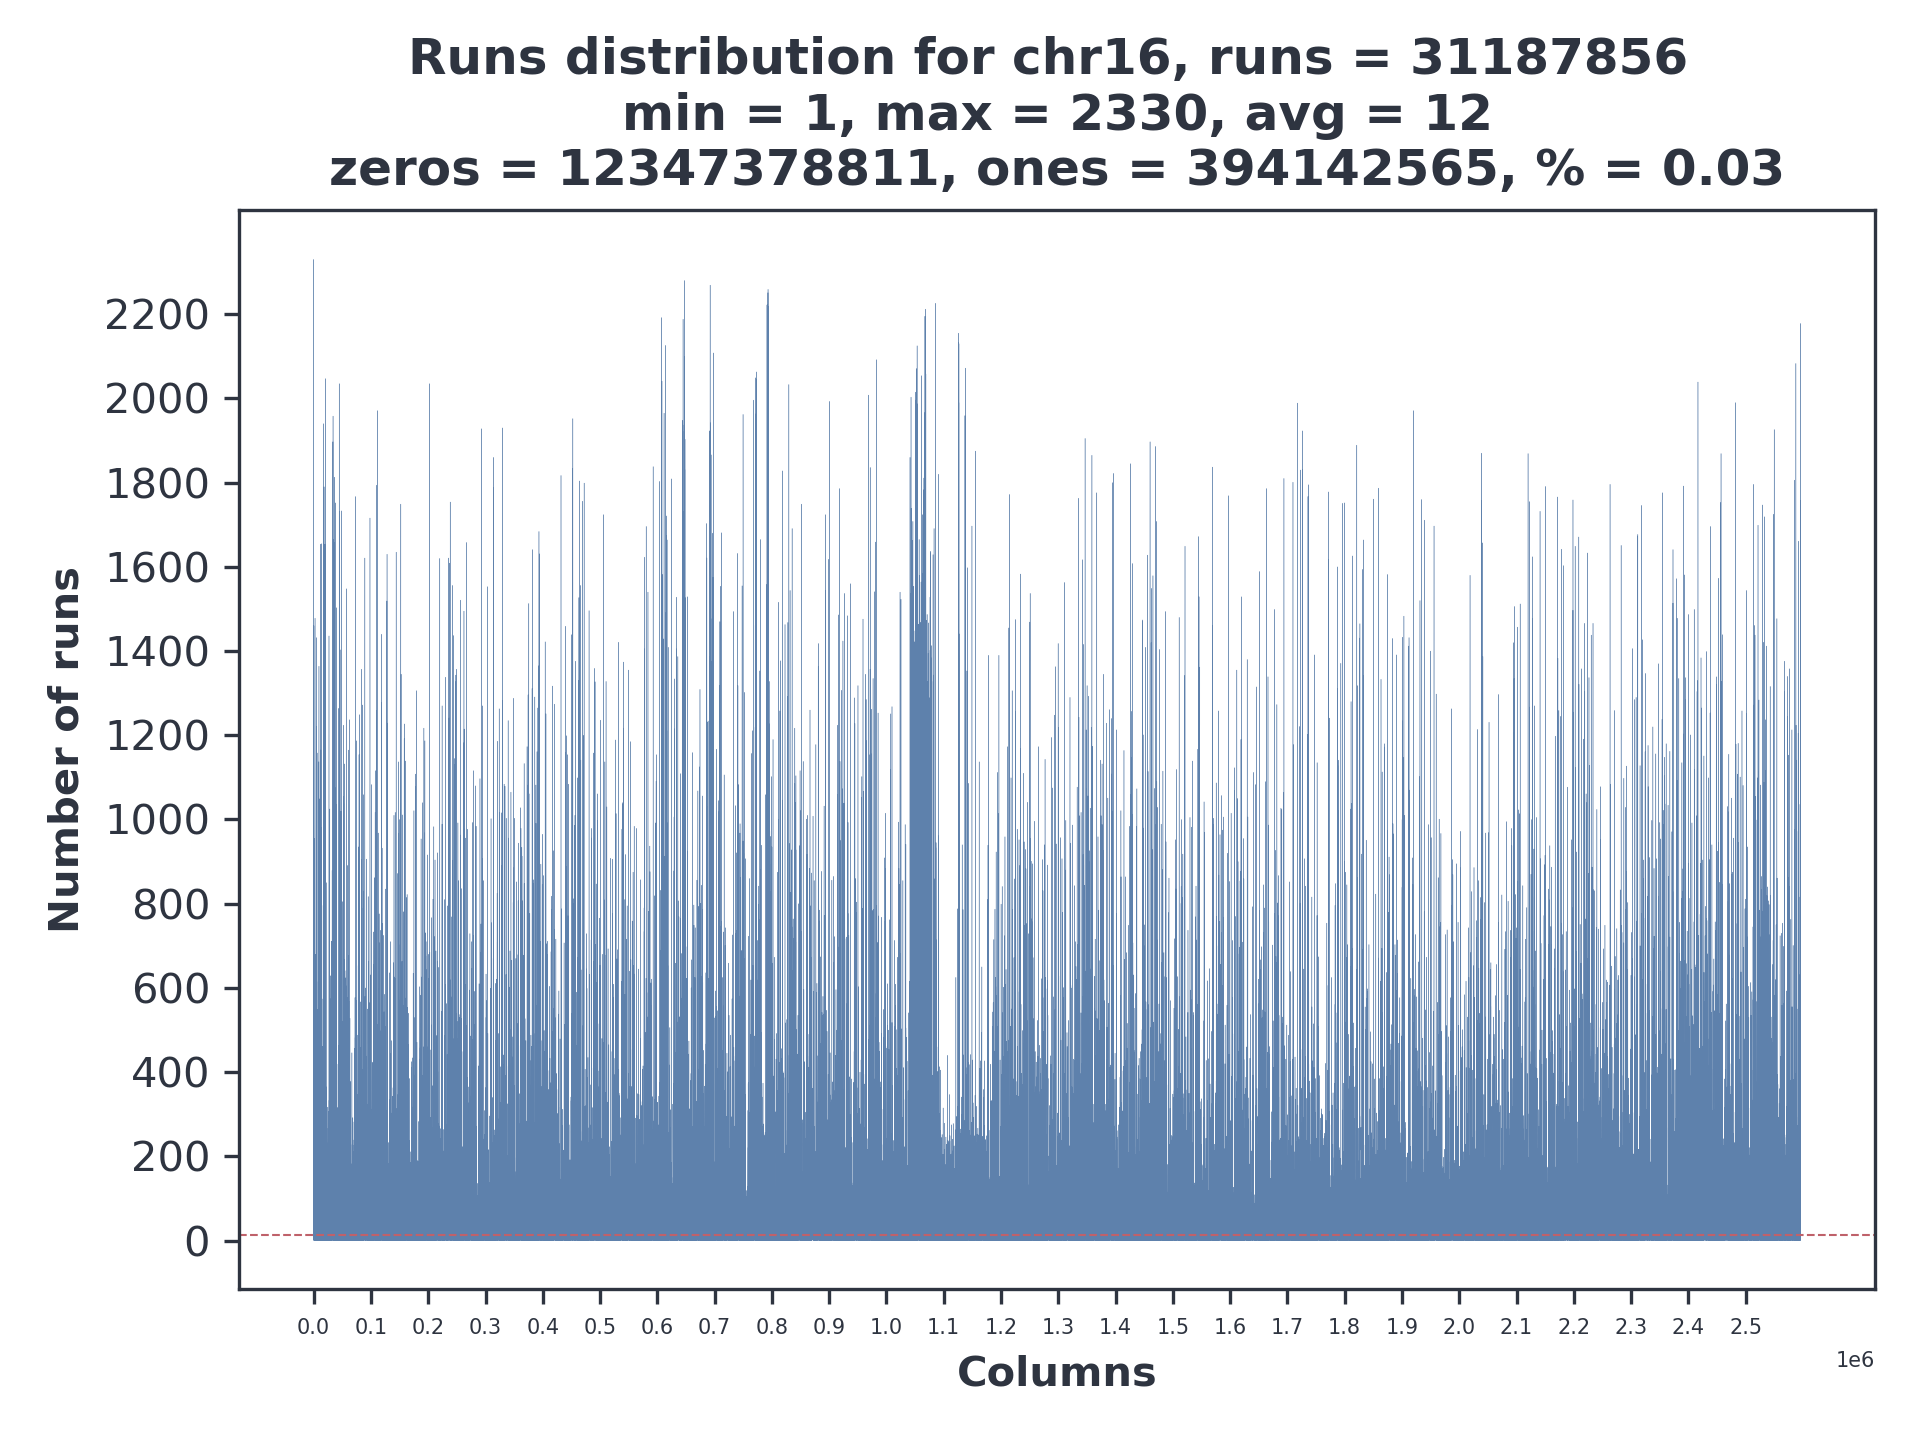 Runs distribution for chr16, runs = 31187856
min = 1, max = 2330, avg = 12
zeros = 12347378811, ones = 394142565, % = 0.03
Number of runs
2200
2000
1800
1600
1400
1200
1000
800
600
400
200
0
0.0 0.1 0.2 0.3 0.4 0.5 0.6 0.7 0.8 0.9 1.0 1.1 1.2 1.3 1.4 1.5 1.6 1.7 1.8 1.9 2.0 2.1 2.2 2.3 2.4 2.5
1e6
Columns